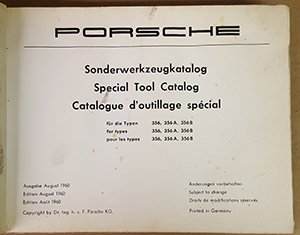 PORSCHE
Sonderwerkzeugkatalog
Special Tool Catalog
Catalogue d'outillage spécial
für die Typen 356, 356 A, 356 B
for types 356, 356 A, 356 B
pour les types 356, 356 A, 356 B
Ausgabe August 1960
Edition August 1960
Edition Août 1960
Copyright by Dr. Ing. h. c. F. Porsche KG.
Änderungen vorbehalten
Subject to change
Droits de modifications réservés
Printed in Germany